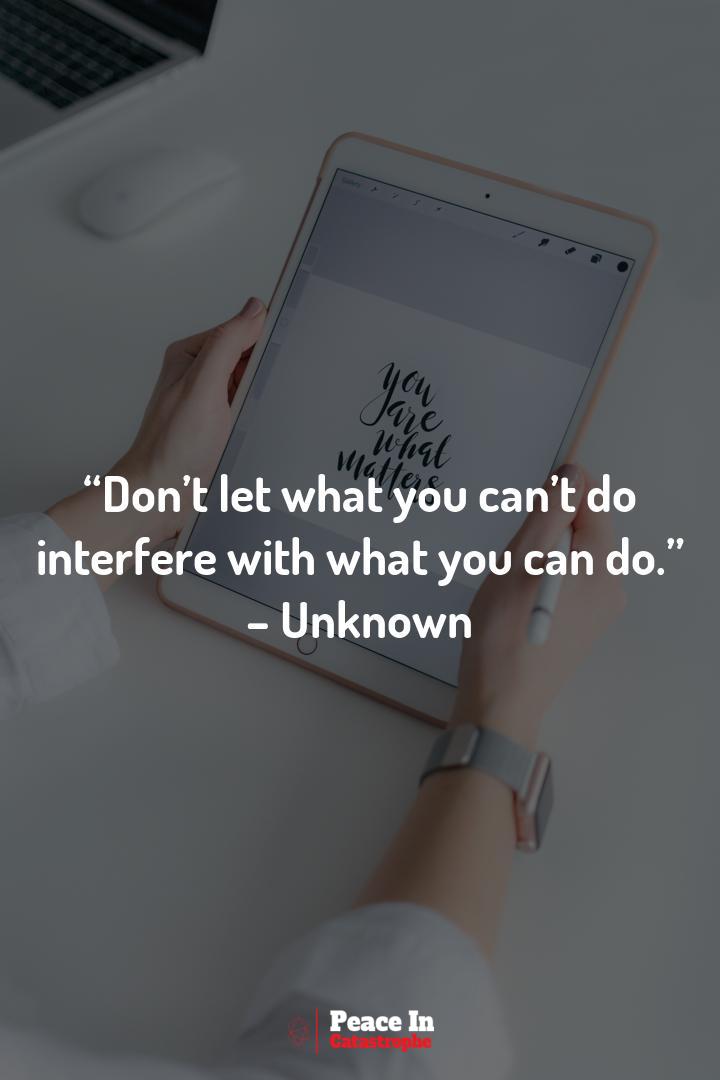 Gallery
you
are
what
matters
“Don’t let what you can’t do
interfere with what you can do.”
– Unknown
Peace In
Catastrophe